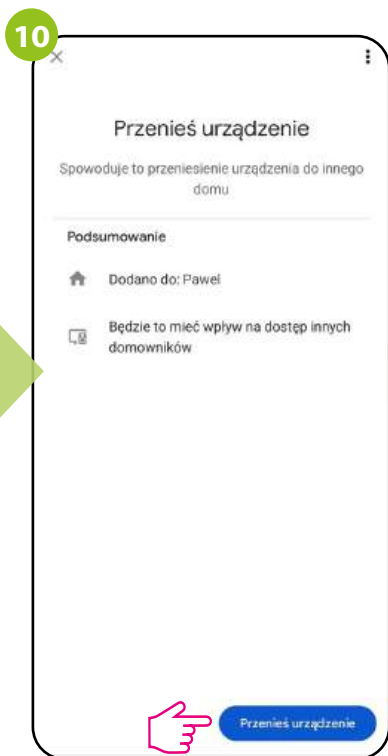 10
Przenieś urządzenie
Spowoduje to przeniesienie urządzenia do innego
domu
Podsumowanie
Dodano do: Pawel
Będzie to mieć wpływ na dostęp innych
domowników
Przenieś urządzenie